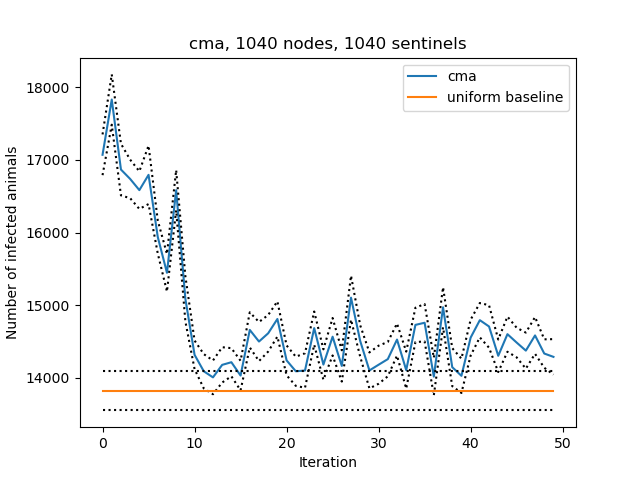 cma, 1040 nodes, 1040 sentinels
cma
uniform baseline
Number of infected animals
18000
17000
16000
15000
14000
0 10 20 30 40 50
Iteration